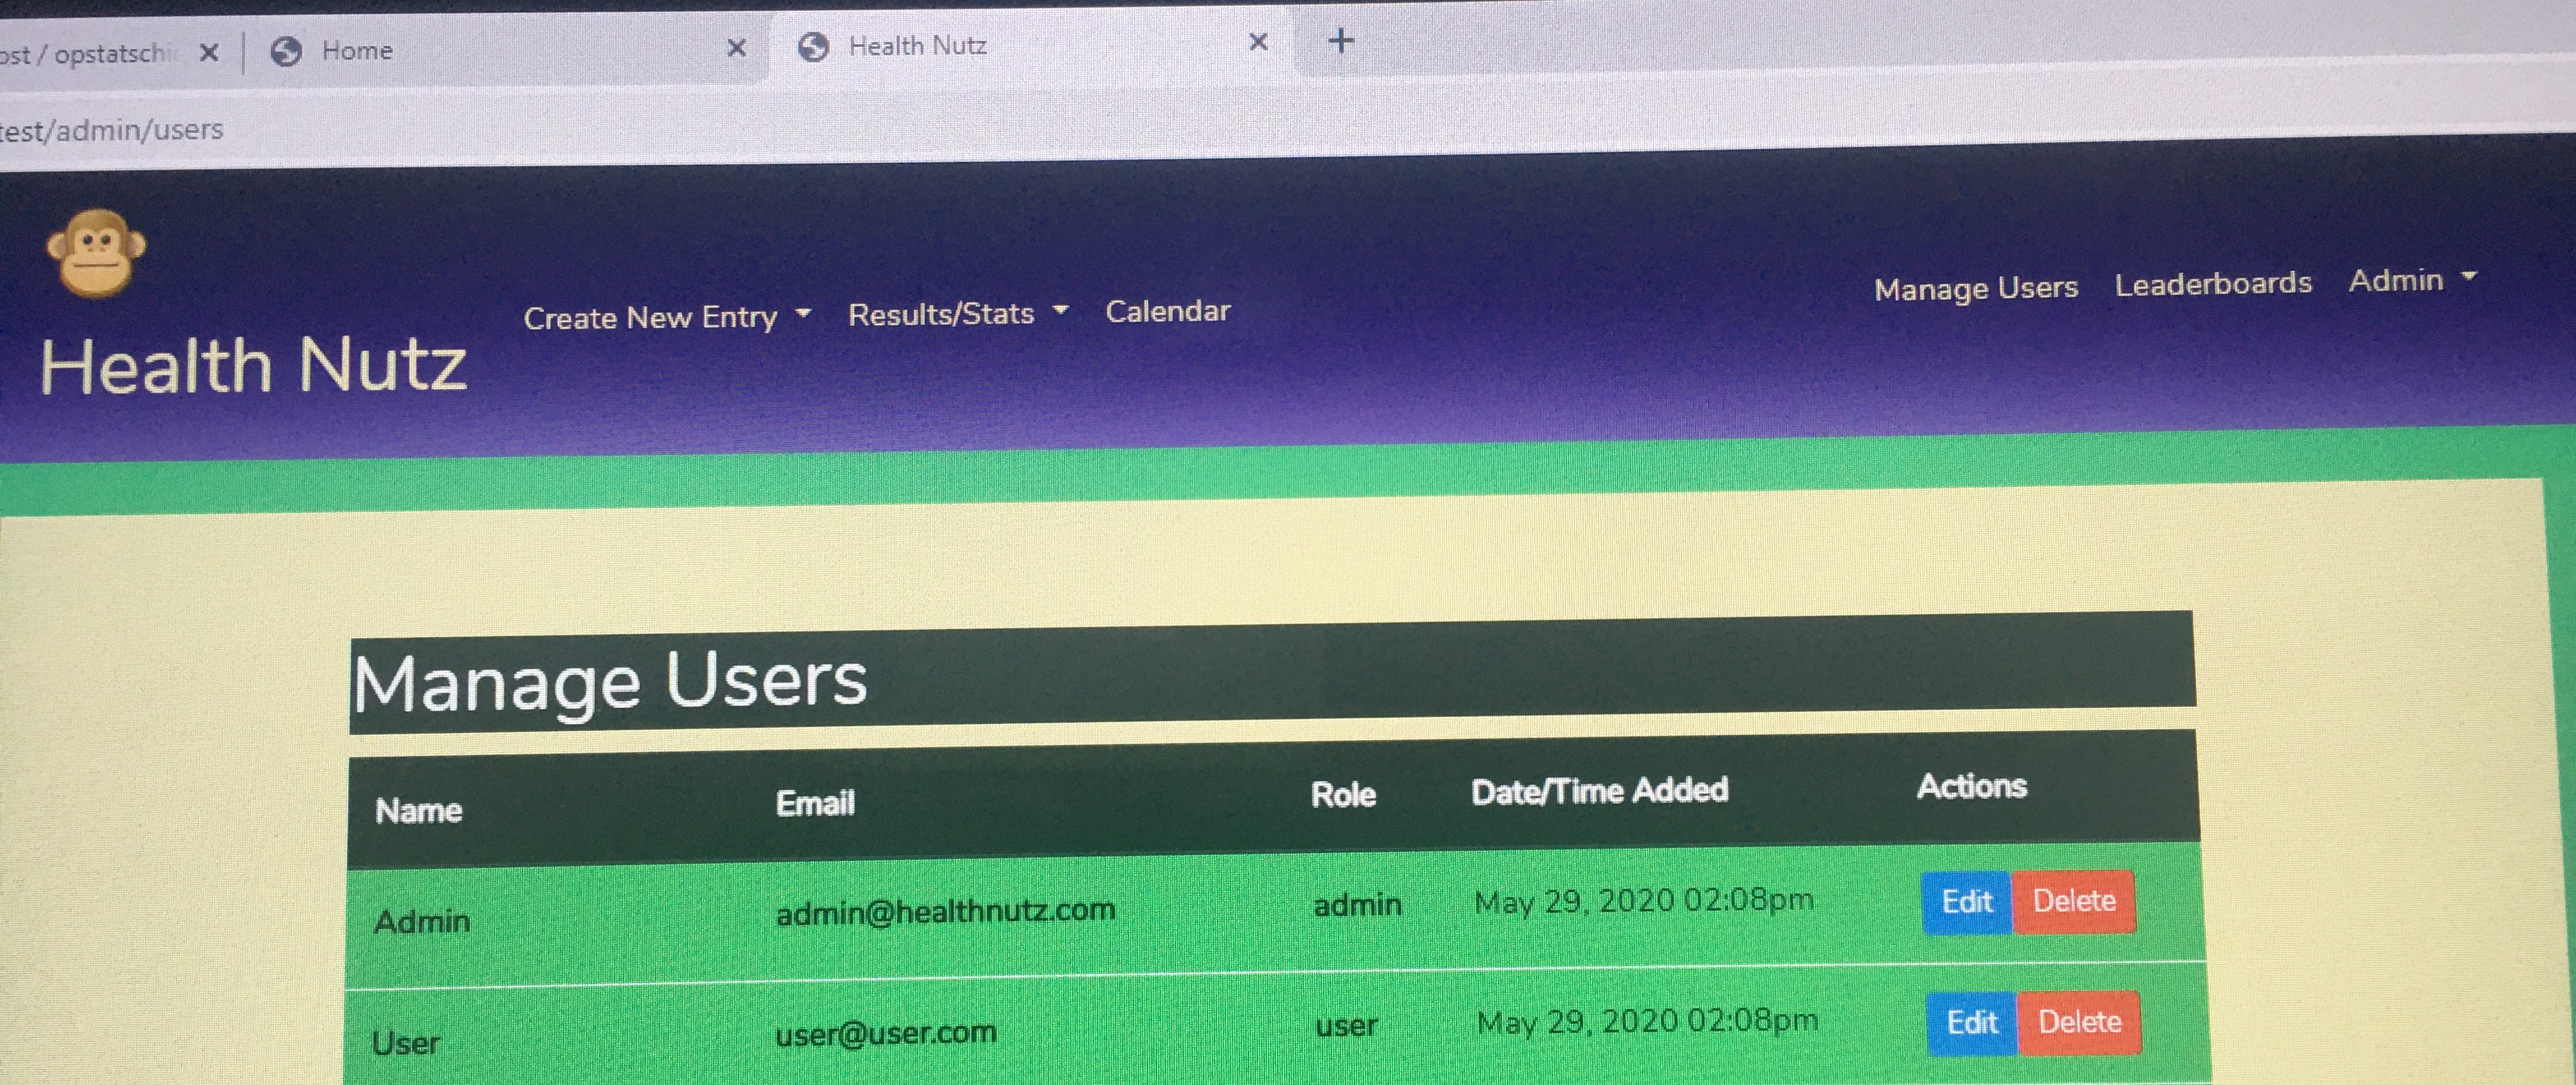 ost / opstatschi
Home
Health Nutz
test/admin/users
Health Nutz
Create New Entry
Results/Stats
Calendar
Manage Users
Leaderboards
Admin
Manage Users
Name Email Role Date/Time Added Actions
Admin admin@healthnutz.com admin May 29, 2020 02:08pm Edit Delete
User user@user.com user May 29, 2020 02:08pm Edit Delete